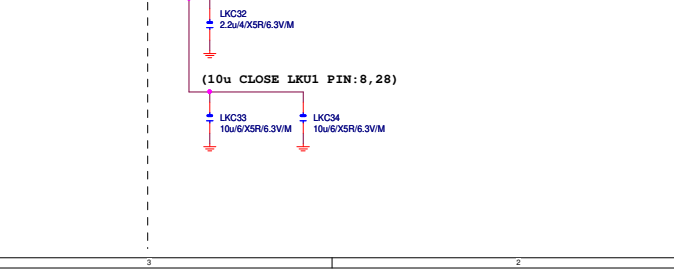 LKC32
2.2u/4/X5R/6.3V/M
(10u CLOSE LKU1 PIN:8,28)
LKC33
10u/6/X5R/6.3V/M
LKC34
10u/6/X5R/6.3V/M
3
2